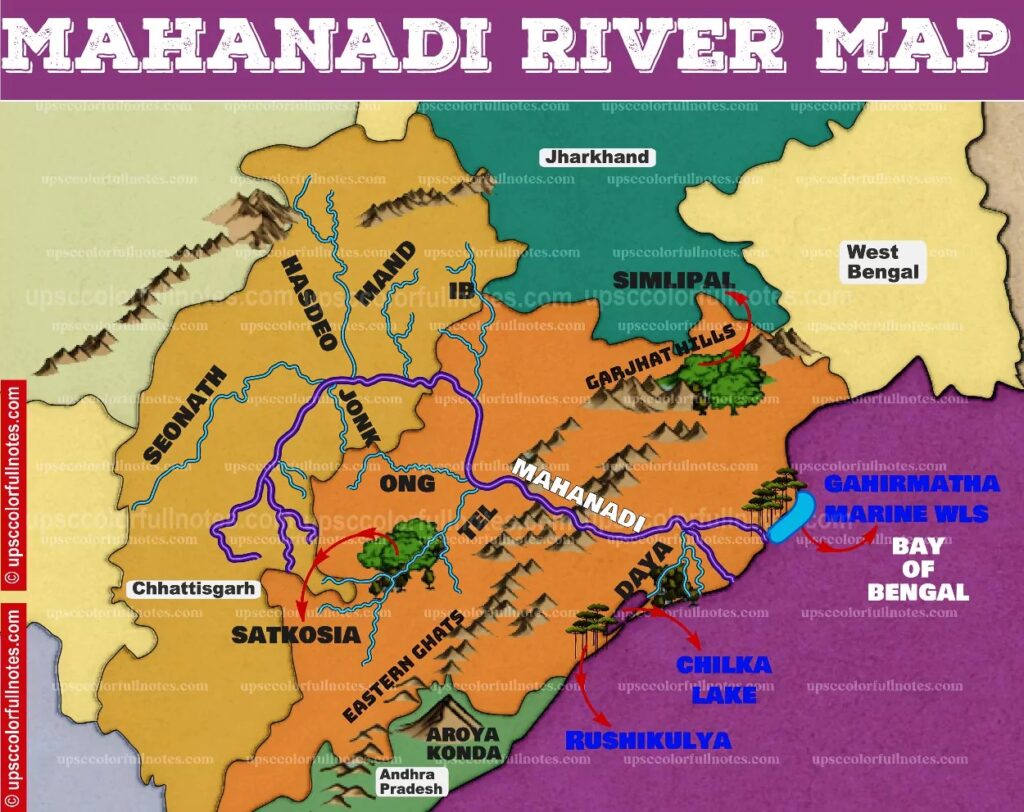 MAHANADI RIVER MAP
upsccolorfullnotes.com
Jharkhand
West
Bengal
HASDEO
MAND
IB
SIMLIPAL
GARJHAT HILLS
SEONATH
JONK
ONG
TEL
MAHANADI
GAHIRMATHA
MARINE WLS
BAY
OF
BENGAL
DAYA
Chhattisgarh
SATKOSIA
EASTERN GHATS
CHILKA
LAKE
RUSHIKULYA
AROYA
KONDA
Andhra
Pradesh
© upsccolorfullnotes.com
© upsccolorfullnotes.com